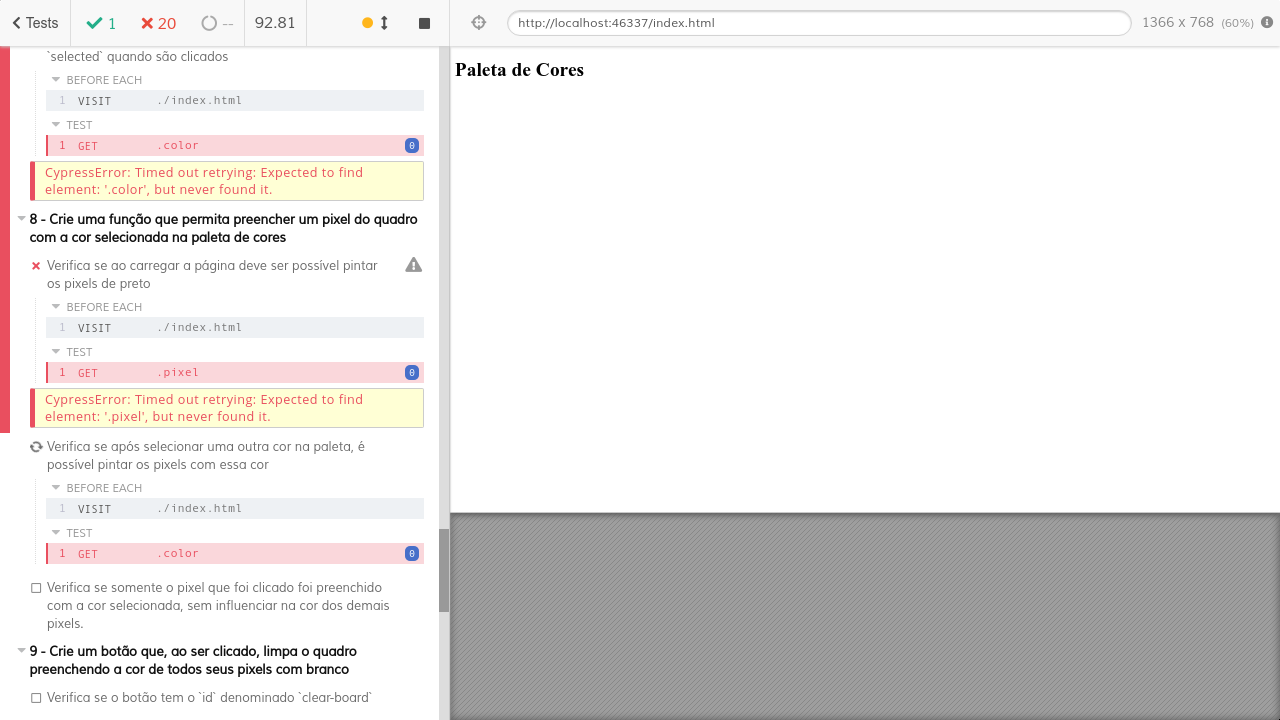 Tests
1
20
--
92.81
http://localhost:46337/index.html
1366 x 768 (60%)
`selected` quando são clicados
BEFORE EACH
1 VISIT ./index.html
TEST
1 GET .color 0
CypressError: Timed out retrying: Expected to find
element: '.color', but never found it.
8 - Crie uma função que permita preencher um pixel do quadro
com a cor selecionada na paleta de cores
Verifica se ao carregar a página deve ser possível pintar
os pixels de preto
BEFORE EACH
1 VISIT ./index.html
TEST
1 GET .pixel 0
CypressError: Timed out retrying: Expected to find
element: '.pixel', but never found it.
Verifica se após selecionar uma outra cor na paleta, é
possível pintar os pixels com essa cor
BEFORE EACH
1 VISIT ./index.html
TEST
1 GET .color 0
Verifica se somente o pixel que foi clicado foi preenchido
com a cor selecionada, sem influenciar na cor dos demais
pixels.
9 - Crie um botão que, ao ser clicado, limpa o quadro
preenchendo a cor de todos seus pixels com branco
Verifica se o botão tem o `id` denominado `clear-board`
Paleta de Cores